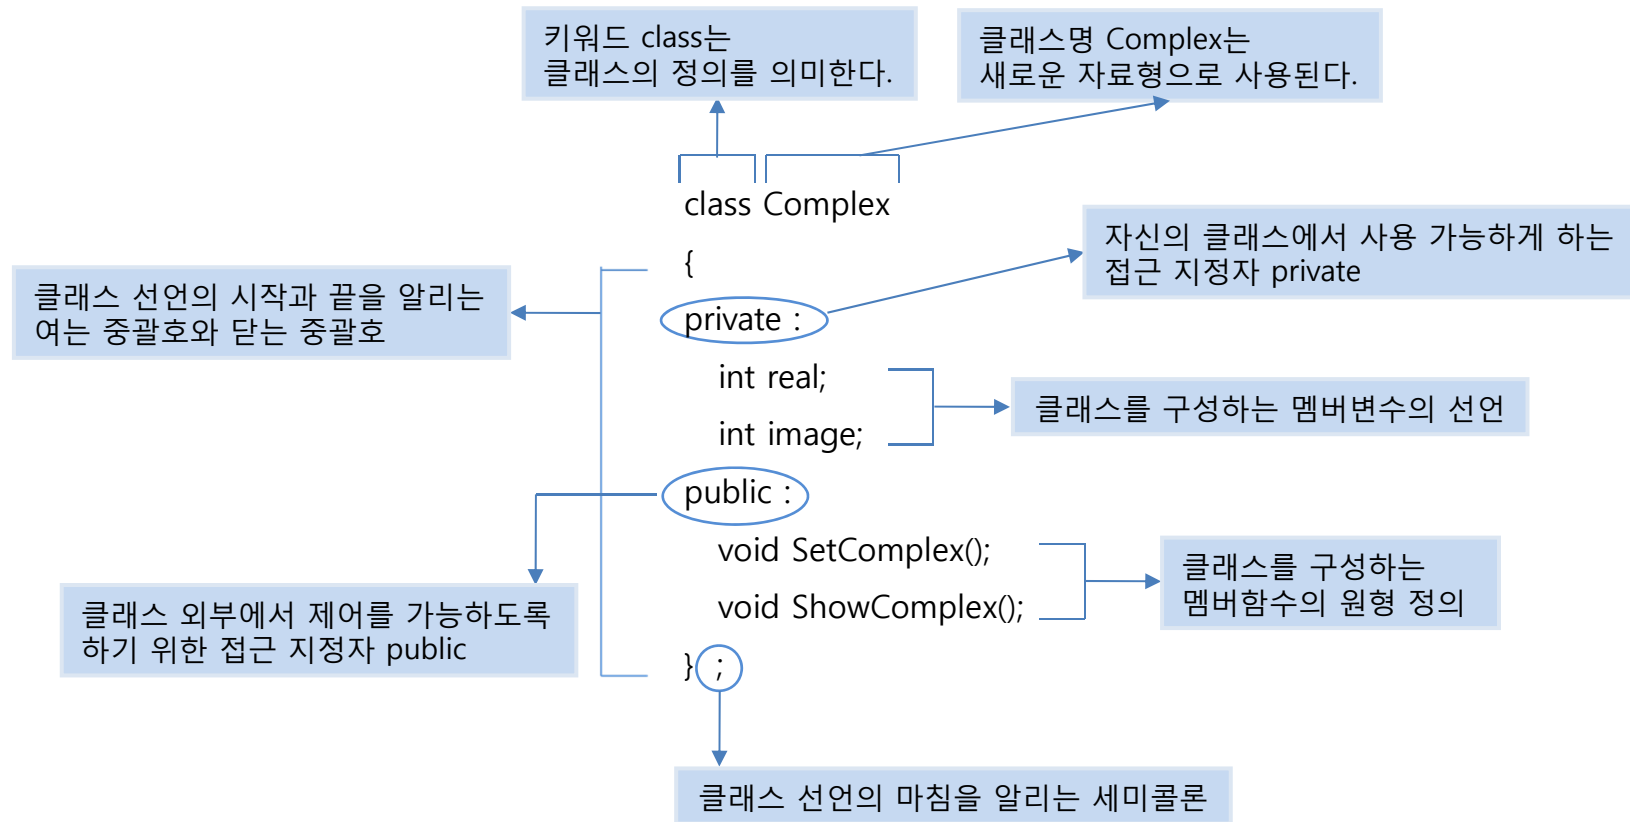 키워드 class는
클래스의 정의를 의미한다.
클래스명 Complex는
새로운 자료형으로 사용된다.
class Complex
{
자신의 클래스에서 사용 가능하게 하는
접근 지정자 private
클래스 선언의 시작과 끝을 알리는
여는 중괄호와 닫는 중괄호
private :
int real;
int image;
클래스를 구성하는 멤버변수의 선언
public :
void SetComplex();
void ShowComplex();
클래스를 구성하는
멤버함수의 원형 정의
클래스 외부에서 제어를 가능하도록
하기 위한 접근 지정자 public
} ;
클래스 선언의 마침을 알리는 세미콜론